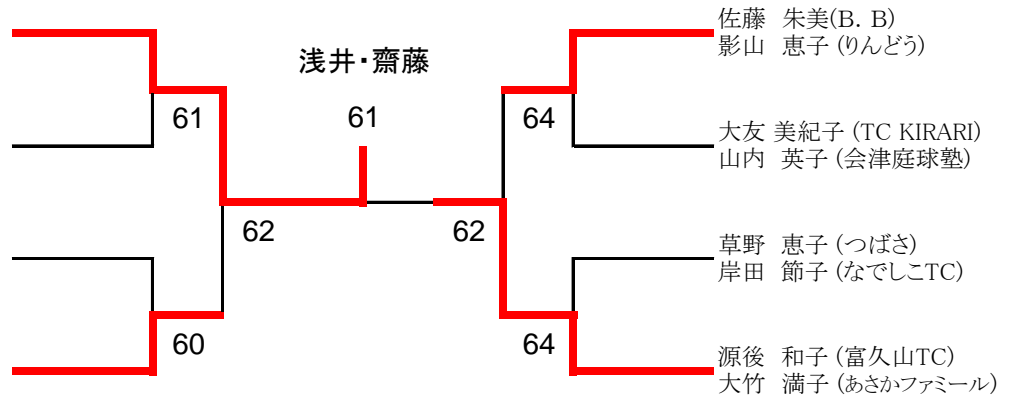 浅井・齋藤
61
61
62
60
64
62
64
佐藤　朱美(B. B)
影山　恵子 (りんどう)
大友 美紀子 (TC KIRARI)
山内　英子 (会津庭球塾)
草野　恵子 (つばさ)
岸田　節子 (なでしこTC)
源後　和子 (富久山TC)
大竹　満子 (あさかファミール)